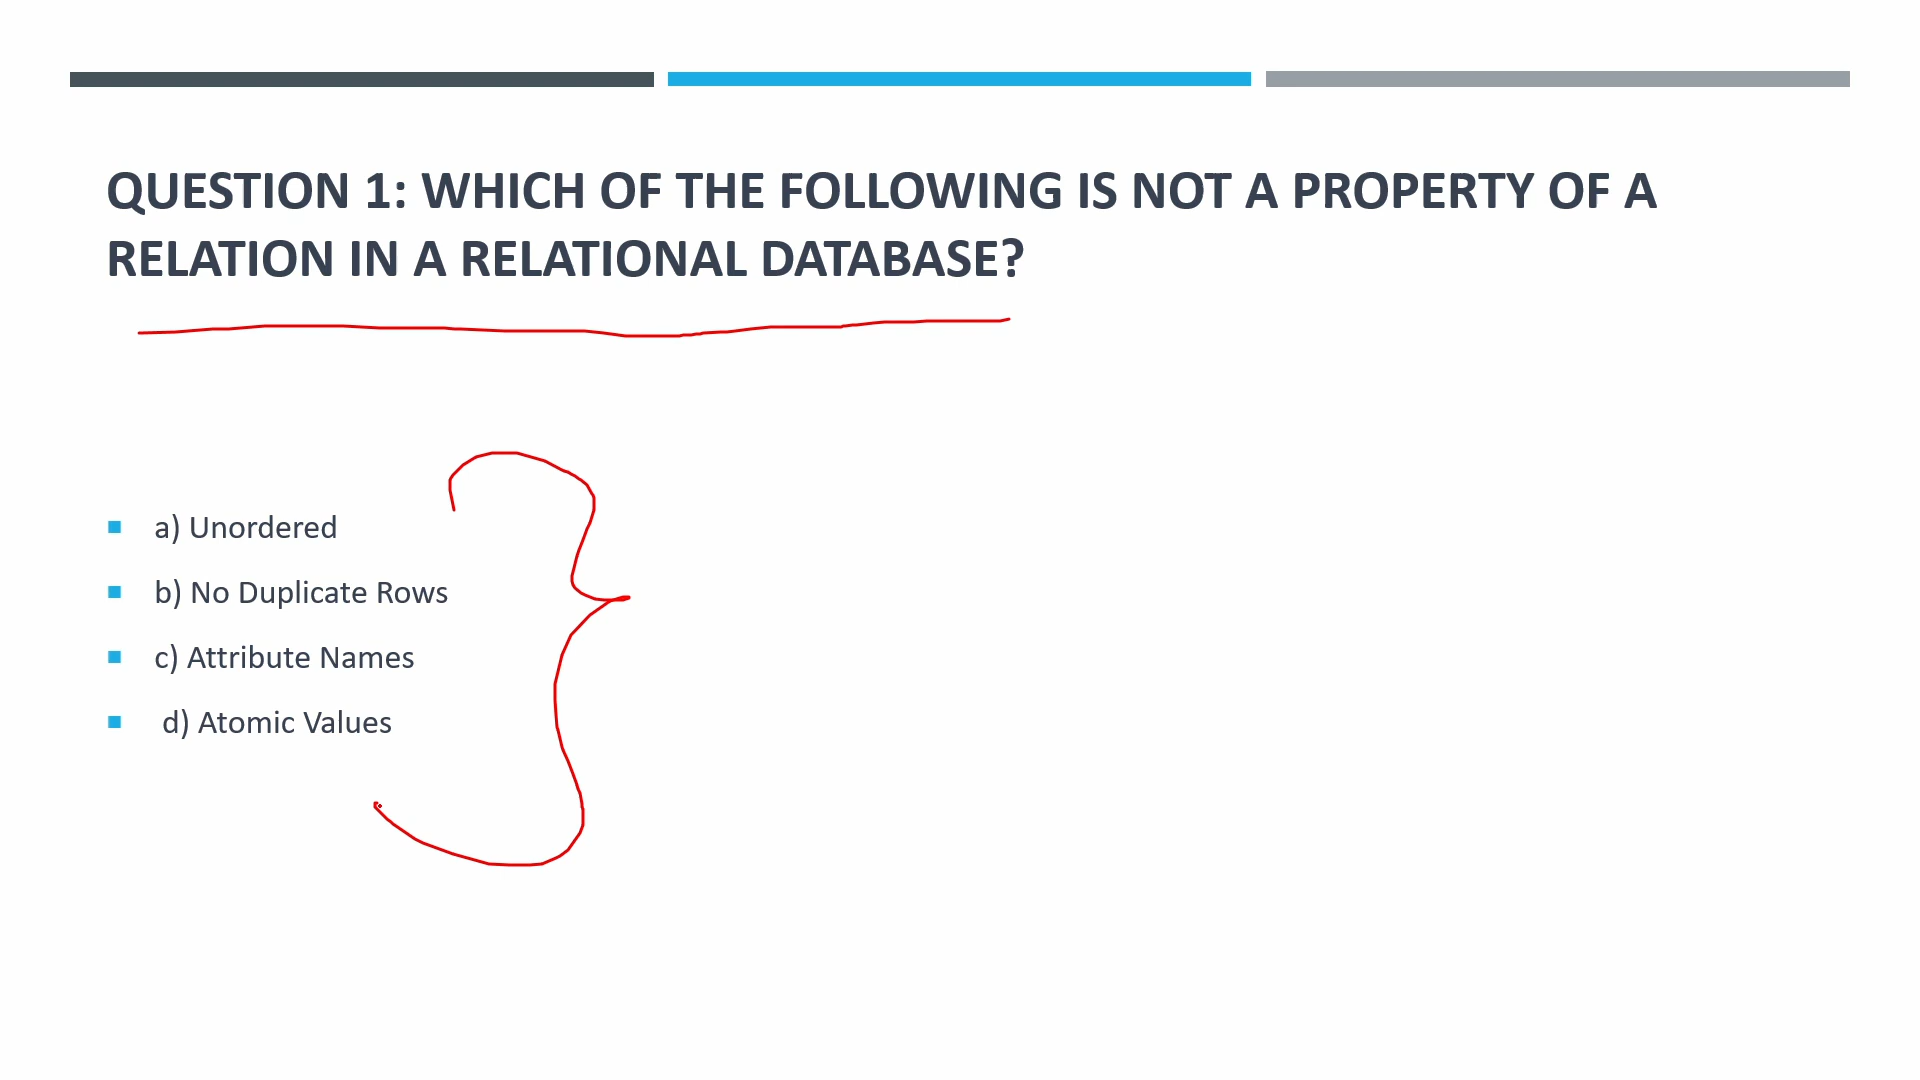 QUESTION 1: WHICH OF THE FOLLOWING IS NOT A PROPERTY OF A
RELATION IN A RELATIONAL DATABASE?
a) Unordered
b) No Duplicate Rows
c) Attribute Names
d) Atomic Values